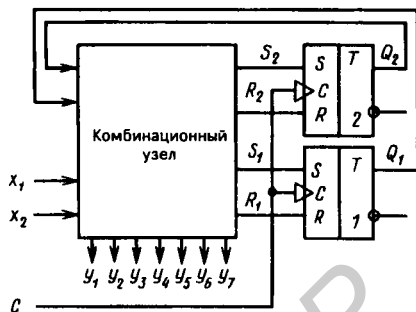 S₂ S T Q₂
C
R₂ R 2
Комбинационный
узел
S₁ S T Q₁
C
R₁ R 1
x₁
x₂
y₁ y₂ y₃ y₄ y₅ y₆ y₇
C